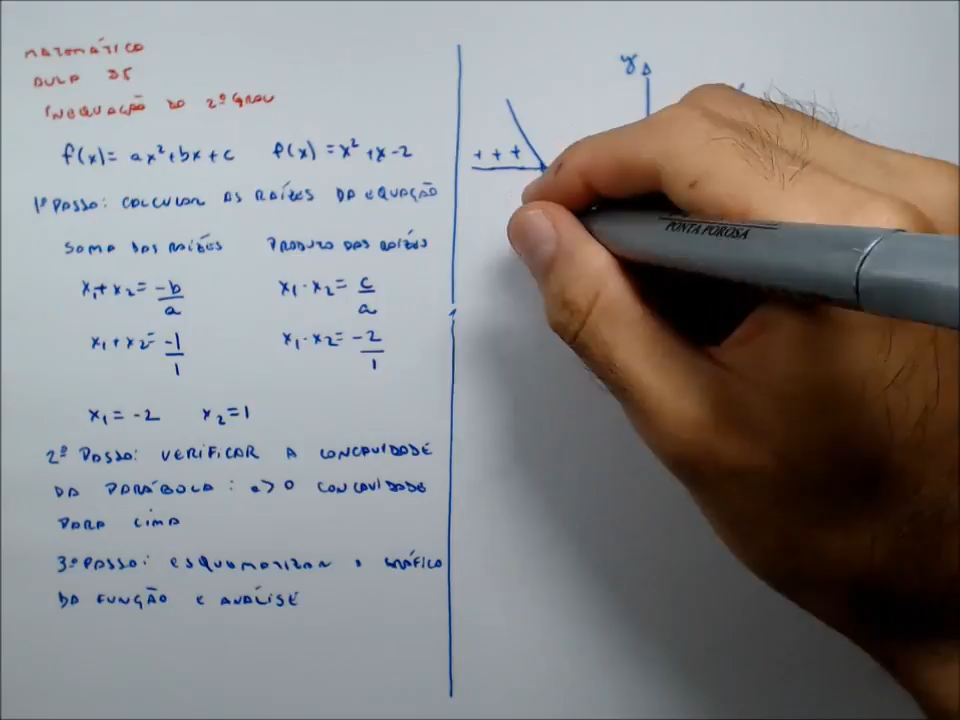 MATEMÁTICO
AULA 35
INEQUAÇÃO DO 2º GRAU
f(x) = ax²+bx+c f(x) = x²+x-2
1º PASSO: CALCULAR AS RAÍZES DA EQUAÇÃO
SOMA DAS RAÍZES PRODUTO DAS RAÍZES
x₁+x₂ = -b/a x₁·x₂ = c/a
x₁+x₂ = -1/1 x₁·x₂ = -2/1
x₁ = -2 x₂ = 1
2º PASSO: VERIFICAR A CONCAVIDADE
DA PARÁBOLA: a>0 CONCAVIDADE
PARA CIMA
3º PASSO: ESQUEMATIZAR O GRÁFICO
DA FUNÇÃO E ANÁLISE
y
+ + +
PONTA POROSA